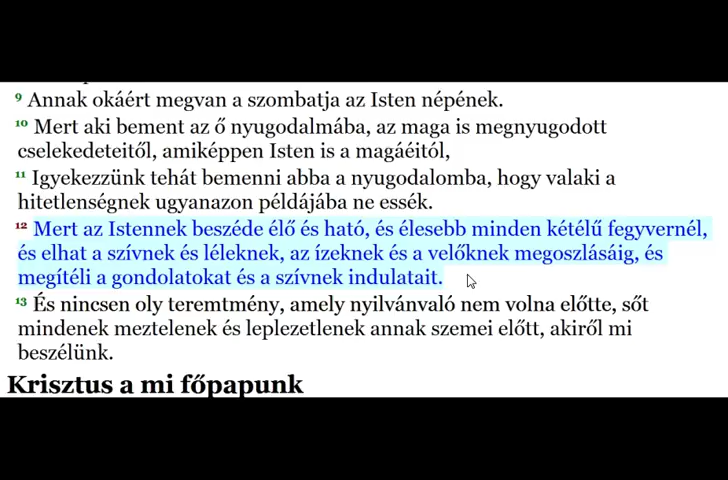 9 Annak okáért megvan a szombatja az Isten népének.
10 Mert aki bement az ő nyugodalmába, az maga is megnyugodott
cselekedeteitől, amiképpen Isten is a magáéitól,
11 Igyekezzünk tehát bemenni abba a nyugodalomba, hogy valaki a
hitetlenségnek ugyanazon példájába ne essék.
12 Mert az Istennek beszéde élő és ható, és élesebb minden kétélű fegyvernél,
és elhat a szívnek és léleknek, az ízeknek és a velőknek megoszlásáig, és
megítéli a gondolatokat és a szívnek indulatait.
13 És nincsen oly teremtmény, amely nyilvánvaló nem volna előtte, sőt
mindenek meztelenek és leplezetlenek annak szemei előtt, akiről mi
beszélünk.
Krisztus a mi főpapunk